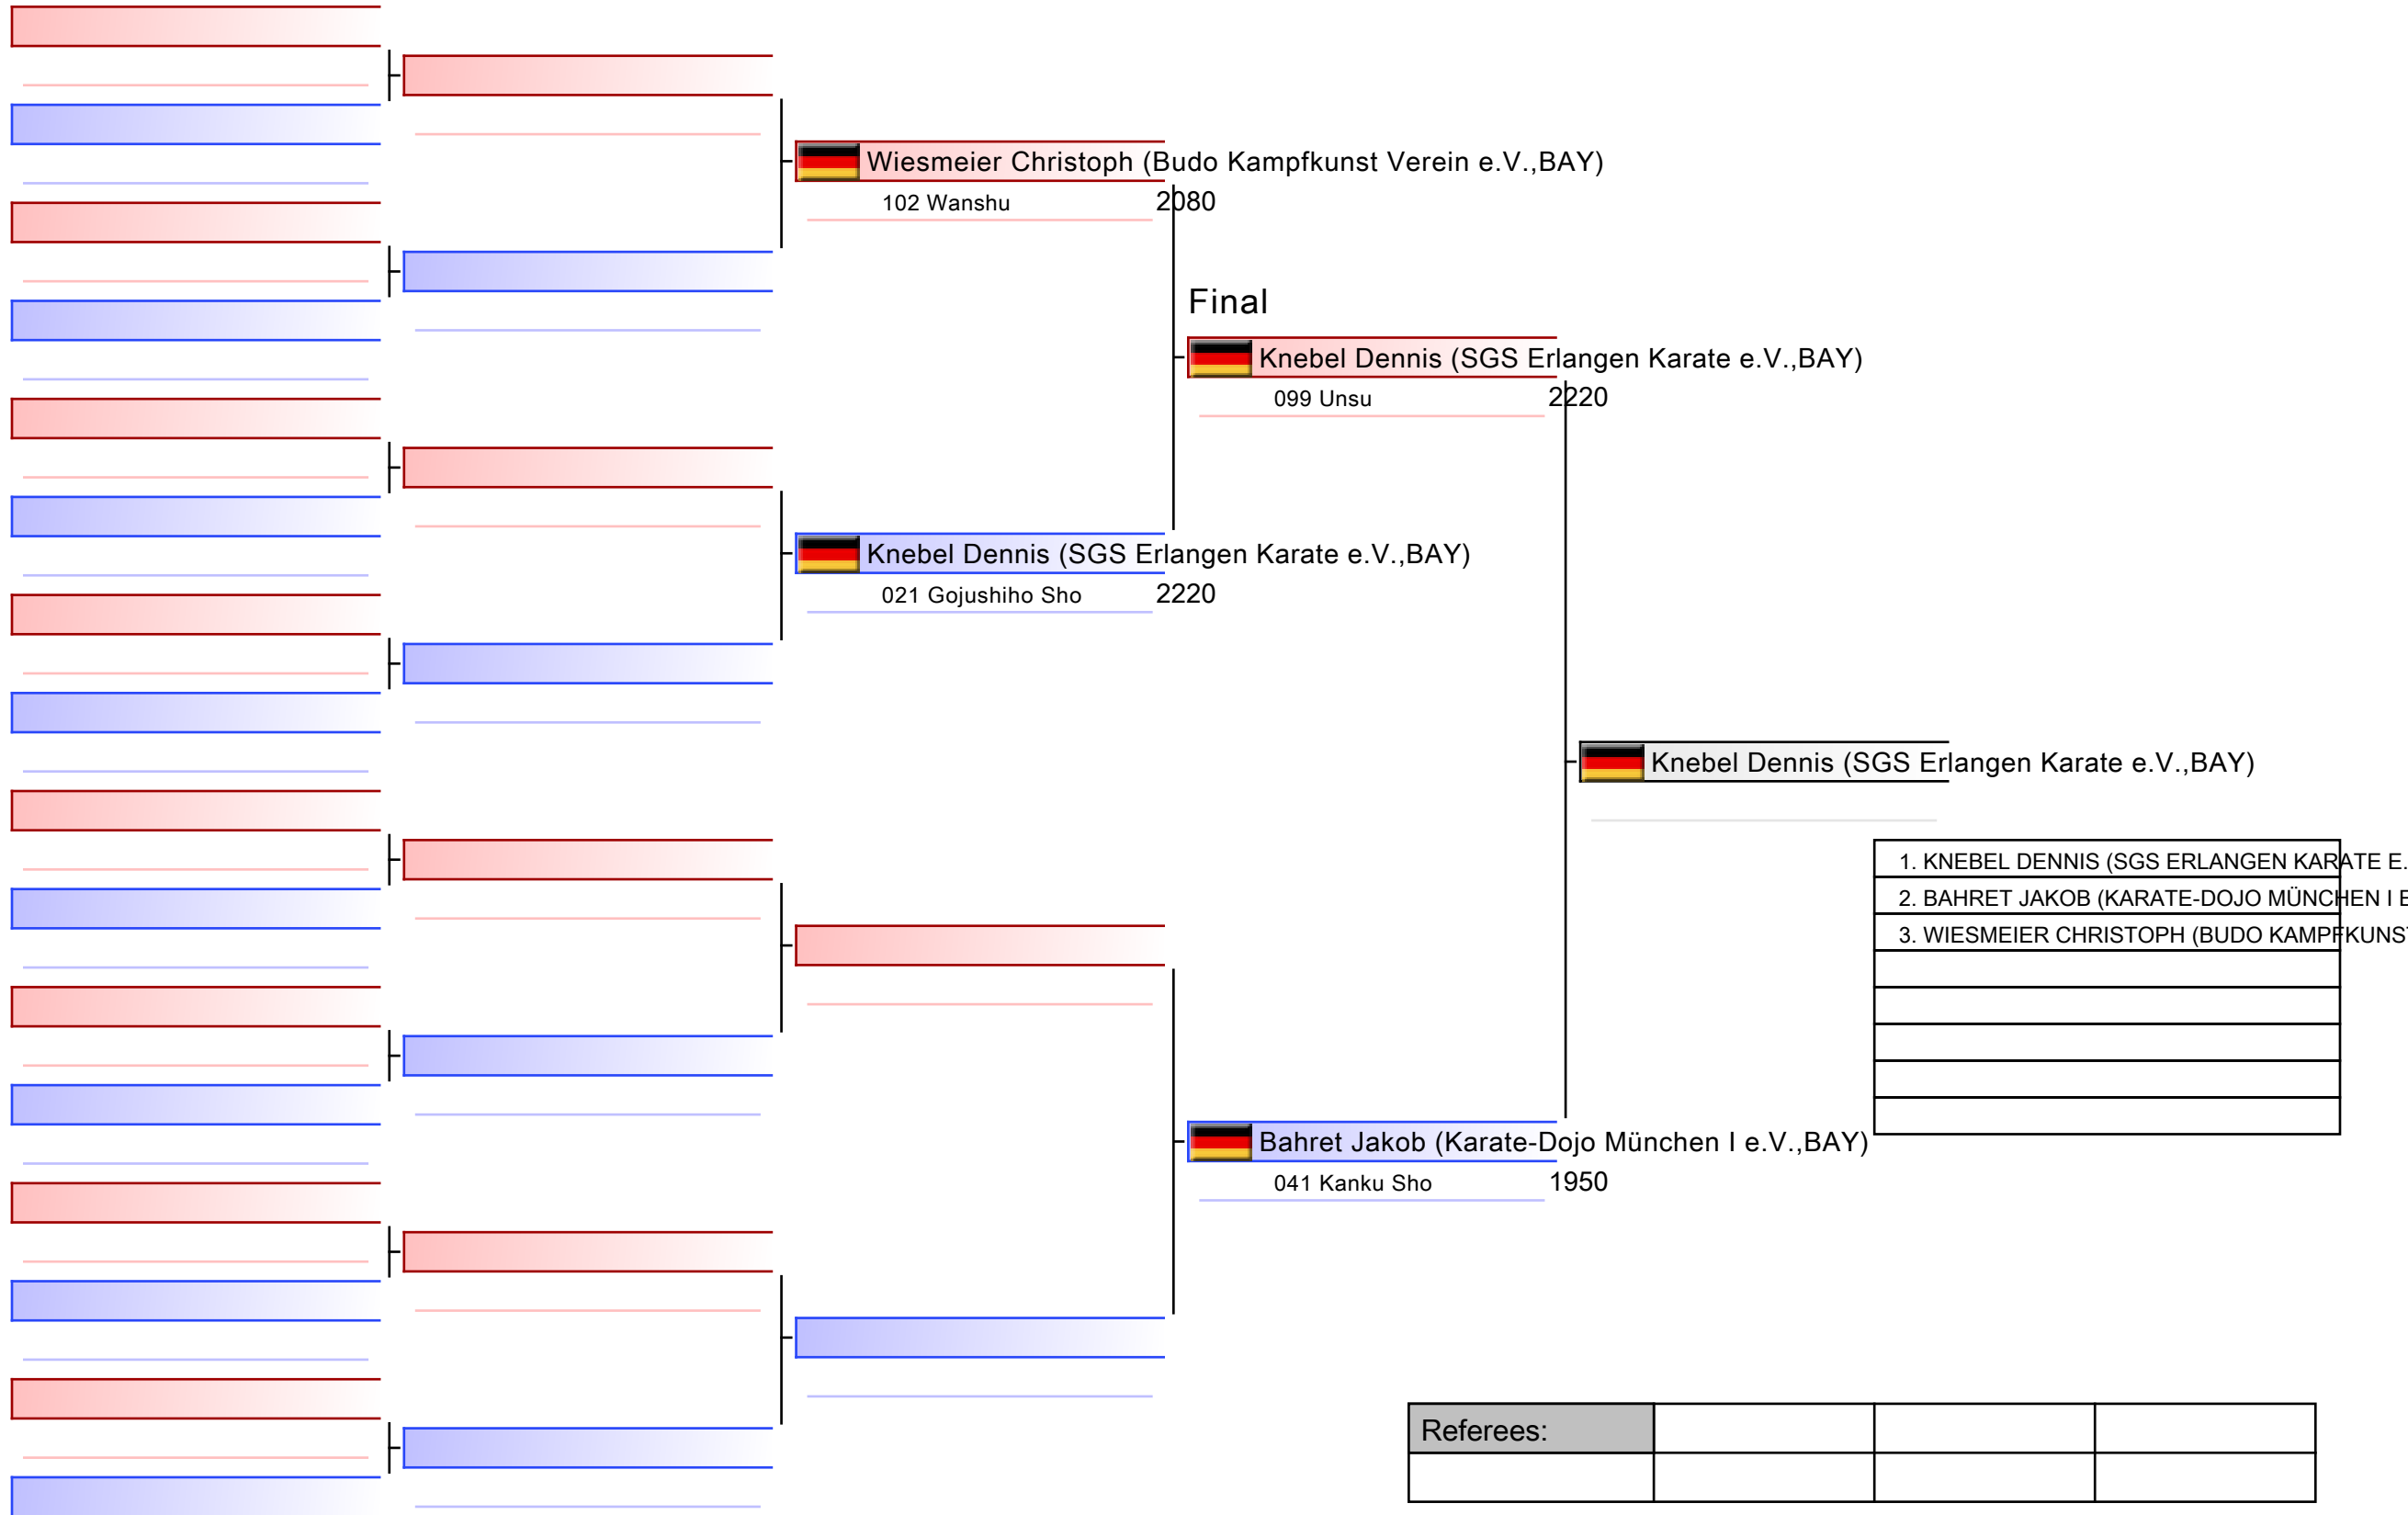 Wiesmeier Christoph (Budo Kampfkunst Verein e.V.,BAY)
102 Wanshu 2080
Final
Knebel Dennis (SGS Erlangen Karate e.V.,BAY)
099 Unsu 2220
Knebel Dennis (SGS Erlangen Karate e.V.,BAY)
021 Gojushiho Sho 2220
Knebel Dennis (SGS Erlangen Karate e.V.,BAY)
1. KNEBEL DENNIS (SGS ERLANGEN KARATE E.
2. BAHRET JAKOB (KARATE-DOJO MÜNCHEN I E
3. WIESMEIER CHRISTOPH (BUDO KAMPFKUNST
Bahret Jakob (Karate-Dojo München I e.V.,BAY)
041 Kanku Sho 1950
Referees: